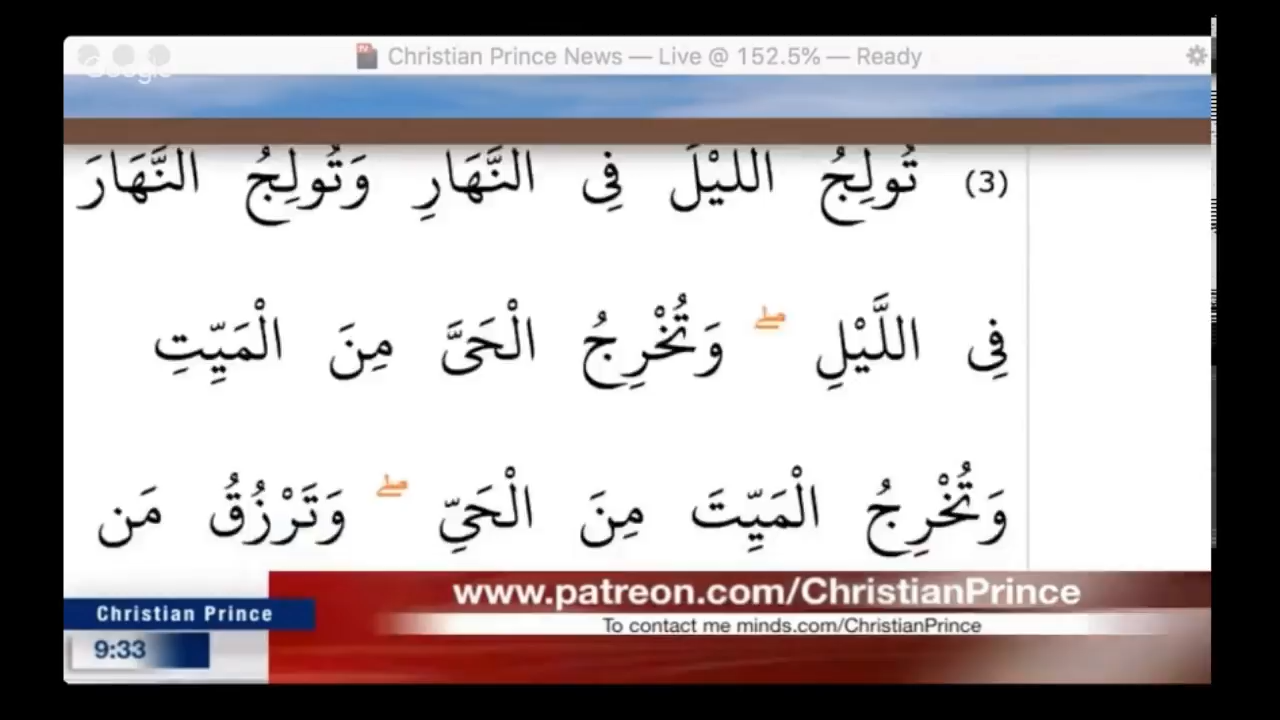 Christian Prince News — Live @ 152.5% — Ready
Google
(3) تُولِجُ اللَيْلَ فِى النَّهَارِ وَتُولِجُ النَّهَارَ
فِى اللَّيْلِ ۖ وَتُخْرِجُ الْحَىَّ مِنَ الْمَيِّتِ
وَتُخْرِجُ الْمَيِّتَ مِنَ الْحَيِّ ۖ وَتَرْزُقُ مَن
www.patreon.com/ChristianPrince
Christian Prince
To contact me minds.com/ChristianPrince
9:33